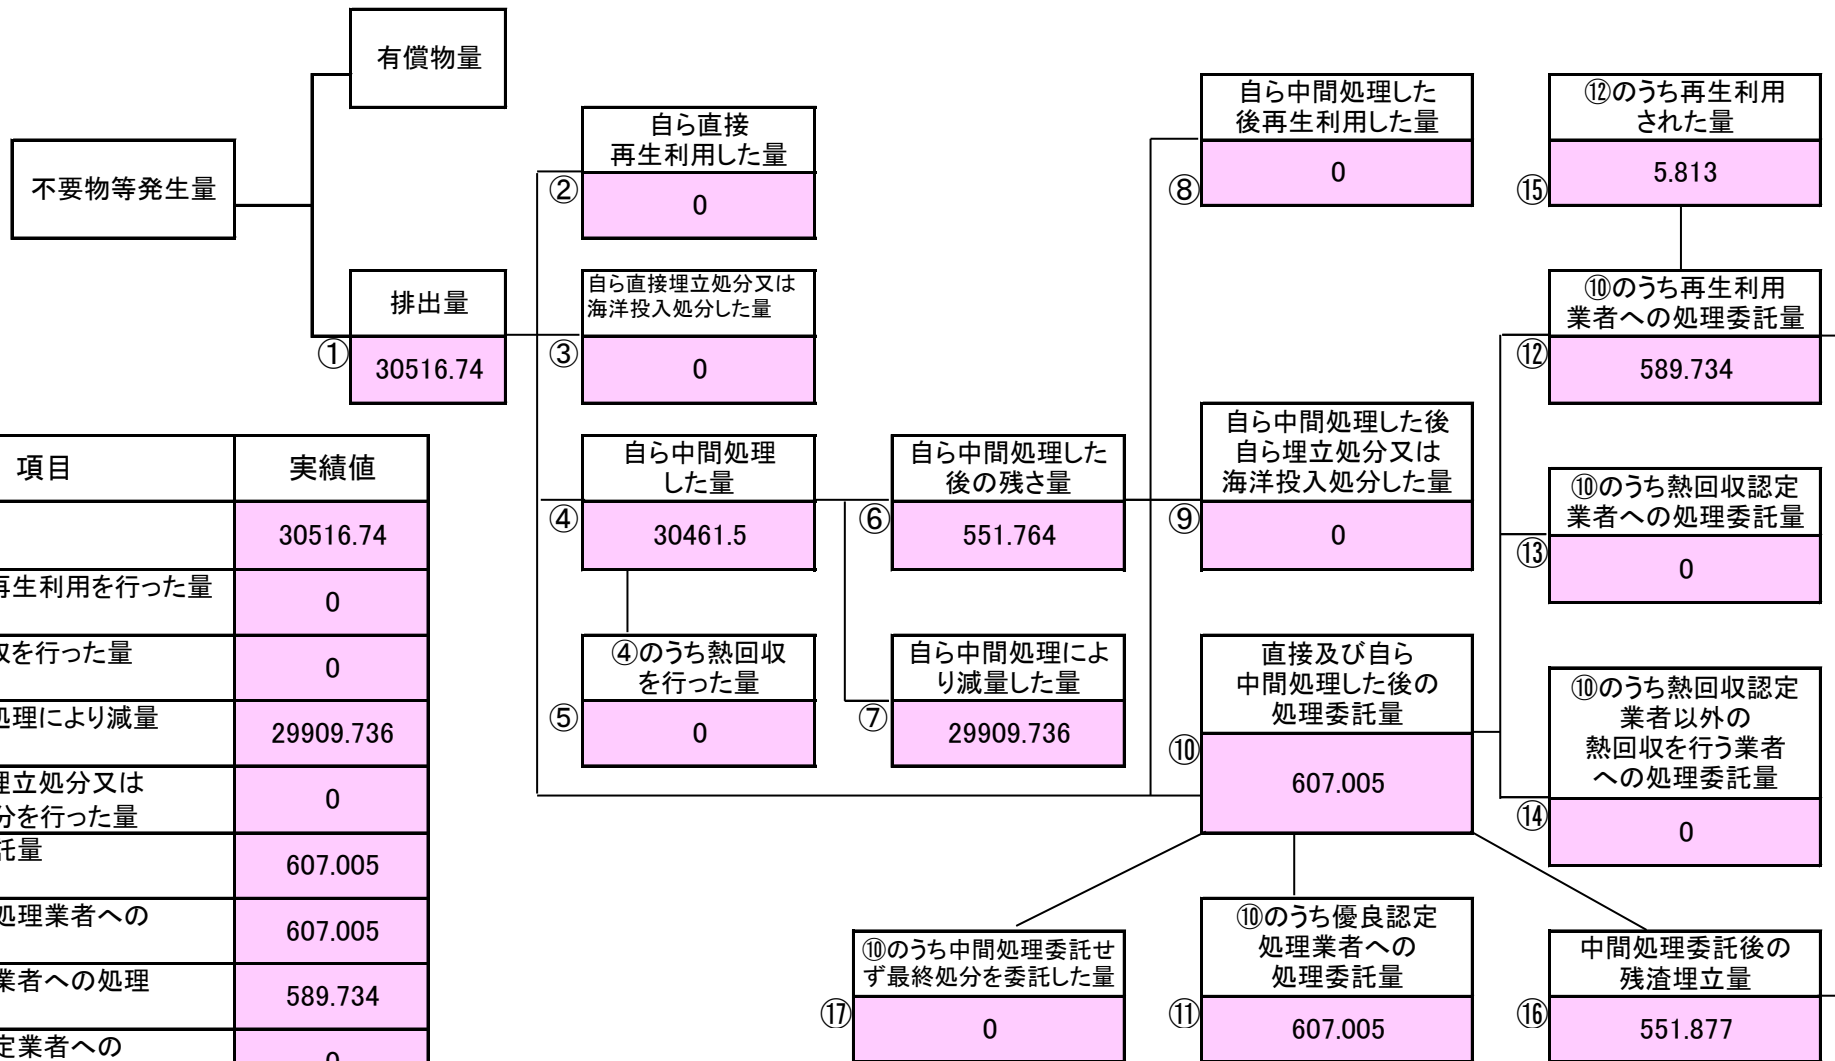 有償物量
不要物等発生量
排出量
①
30516.74
自ら直接
再生利用した量
②
0
自ら直接埋立処分又は
海洋投入処分した量
③
0
自ら中間処理
した量
④
30461.5
④のうち熱回収
を行った量
⑤
0
自ら中間処理した
後の残さ量
⑥
551.764
自ら中間処理によ
り減量した量
⑦
29909.736
自ら中間処理した
後再生利用した量
⑧
0
自ら中間処理した後
自ら埋立処分又は
海洋投入処分した量
⑨
0
直接及び自ら
中間処理した後の
処理委託量
⑩
607.005
⑫のうち再生利用
された量
⑮
5.813
⑩のうち再生利用
業者への処理委託量
⑫
589.734
⑩のうち熱回収認定
業者への処理委託量
⑬
0
⑩のうち熱回収認定
業者以外の
熱回収を行う業者
への処理委託量
⑭
0
⑩のうち中間処理委託せ
ず最終処分を委託した量
⑰
0
⑩のうち優良認定
処理業者への
処理委託量
⑪
607.005
中間処理委託後の
残渣埋立量
⑯
551.877
項目 実績値
30516.74
再生利用を行った量
0
を行った量
0
処理により減量
29909.736
埋立処分又は
分を行った量
0
託量
607.005
処理業者への
607.005
業者への処理
589.734
定業者への
0